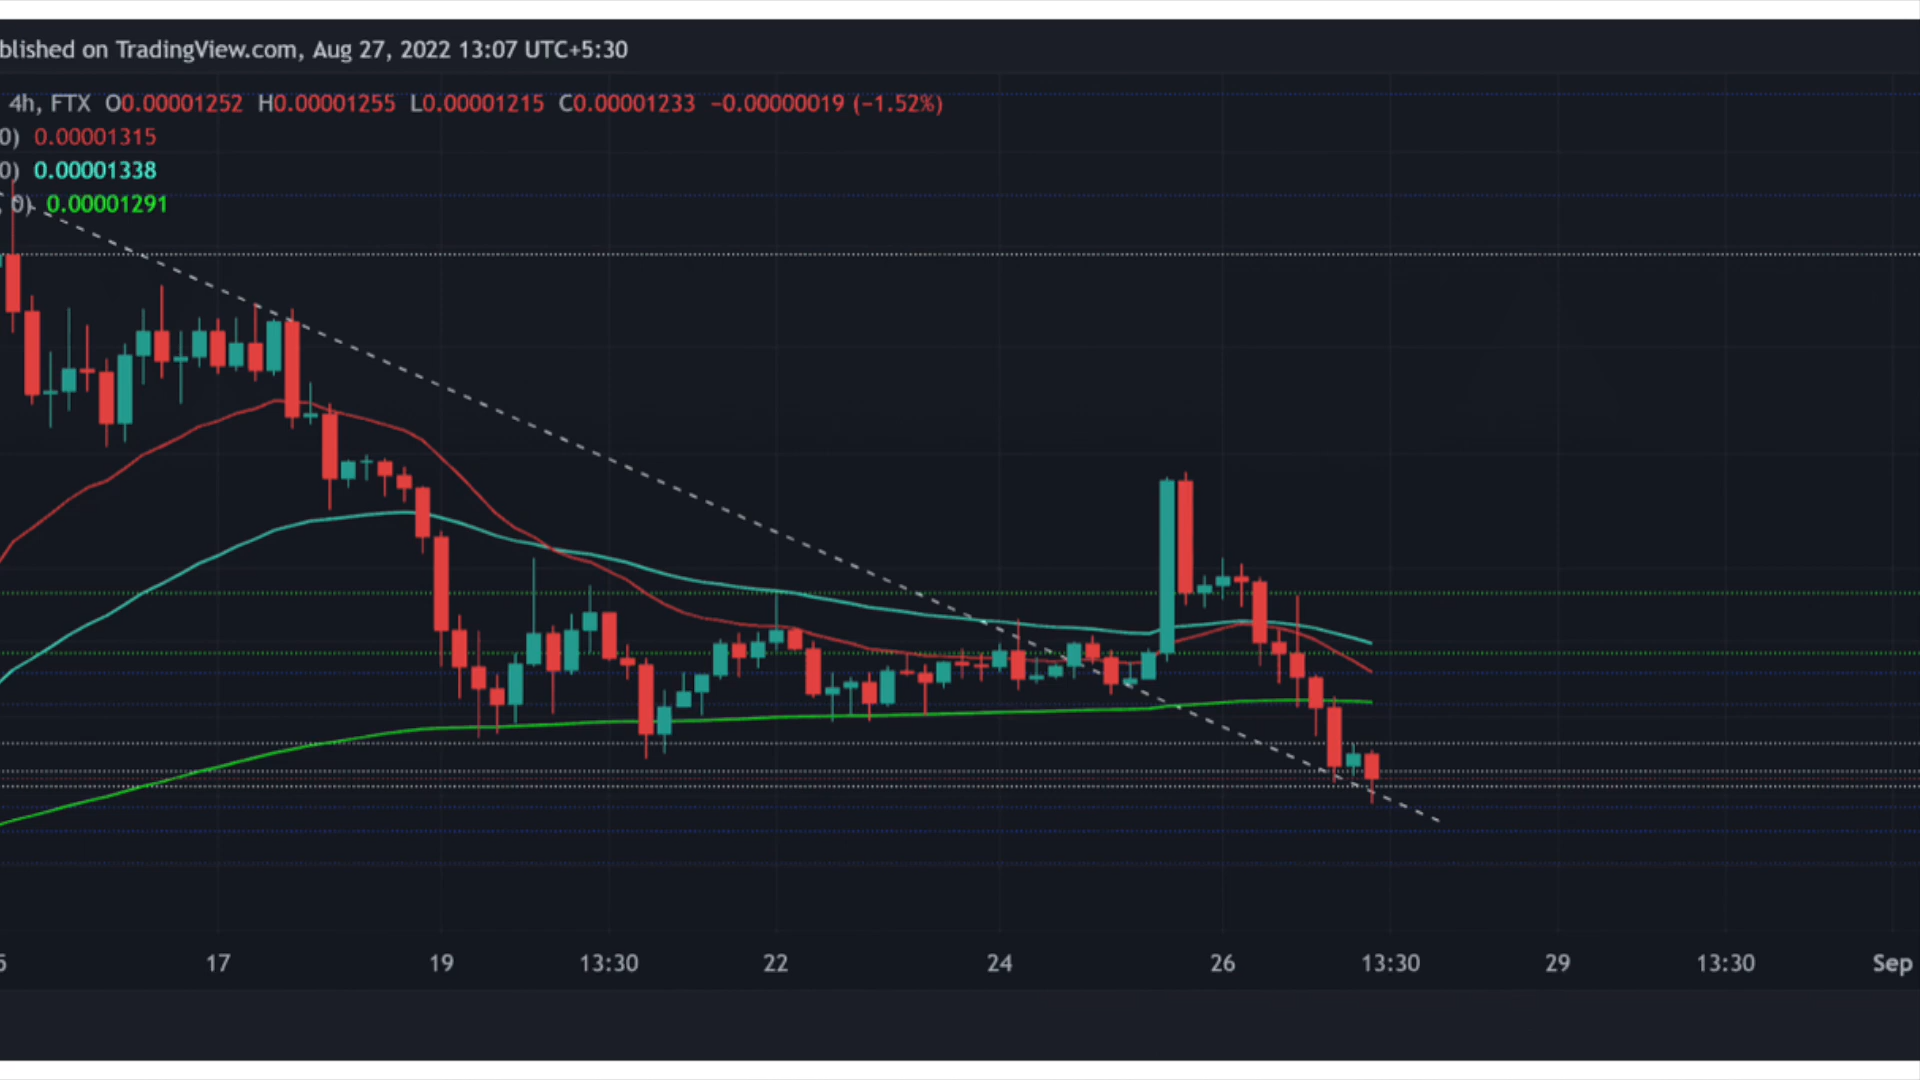 blished on TradingView.com, Aug 27, 2022 13:07 UTC+5:30
4h, FTX O0.00001252 H0.00001255 L0.00001215 C0.00001233 −0.00000019 (−1.52%)
0) 0.00001315
0) 0.00001338
0) 0.00001291
17 19 13:30 22 24 26 13:30 29 13:30 Sep